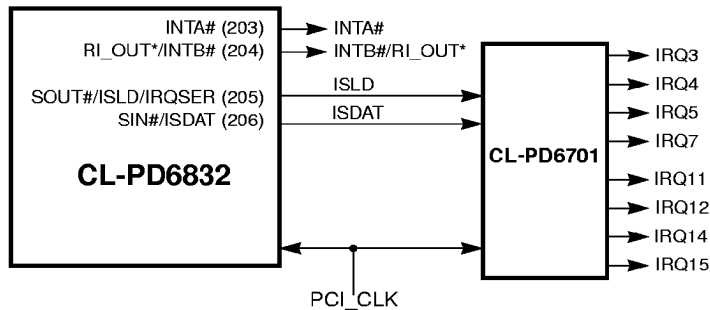 INTA# (203) INTA#
RI_OUT*/INTB# (204) INTB#/RI_OUT*
SOUT#/ISLD/IRQSER (205) ISLD
SIN#/ISDAT (206) ISDAT
CL-PD6832
CL-PD6701
IRQ3
IRQ4
IRQ5
IRQ7
IRQ11
IRQ12
IRQ14
IRQ15
PCI_CLK